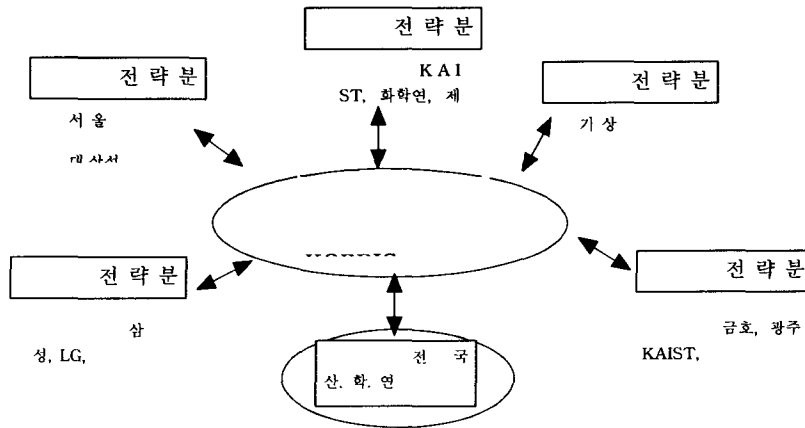 전 략 분
K A I
ST, 화학연, 제
전 략 분
서 울
전 략 분
기 상
전 략 분
삼
성, LG,
전 략 분
금호, 광주
KAIST,
전 국
산. 학. 연